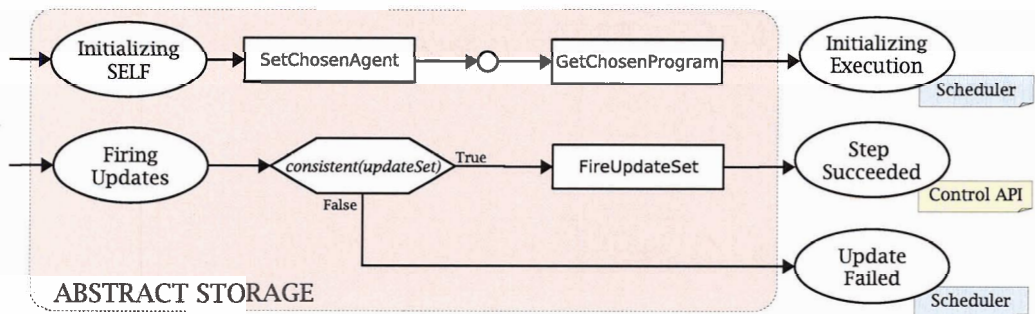 Initializing
SELF
SetChosenAgent
GetChosenProgram
Initializing
Execution
Scheduler
Firing
Updates
consistent(updateSet)
True
False
FireUpdateSet
Step
Succeeded
Control API
Update
Failed
Scheduler
ABSTRACT STORAGE